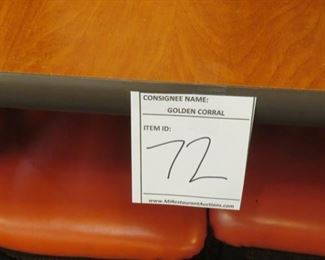 CONSIGNEE NAME:
GOLDEN CORRAL
ITEM ID:
72
www.MiRestaurantAuctions.com